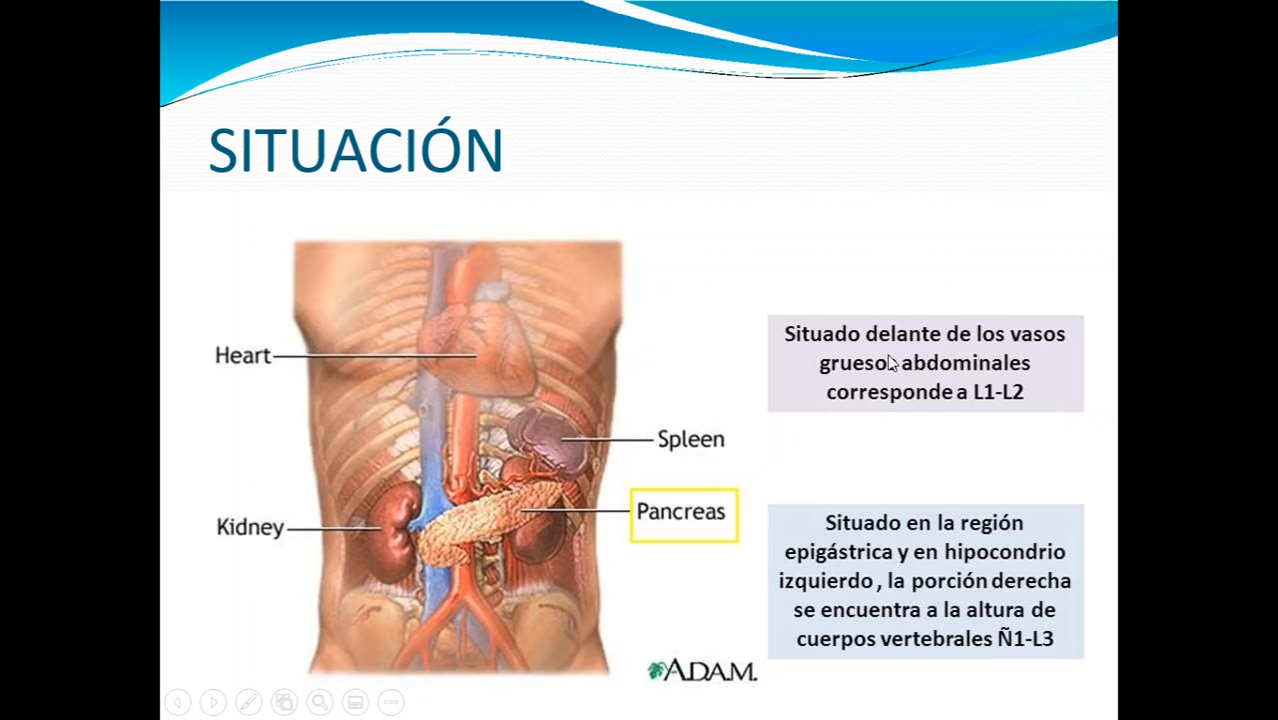 SITUACIÓN
Heart
Spleen
Kidney
Pancreas
A.D.A.M.
Situado delante de los vasos
gruesos abdominales
corresponde a L1-L2
Situado en la región
epigástrica y en hipocondrio
izquierdo , la porción derecha
se encuentra a la altura de
cuerpos vertebrales Ñ1-L3